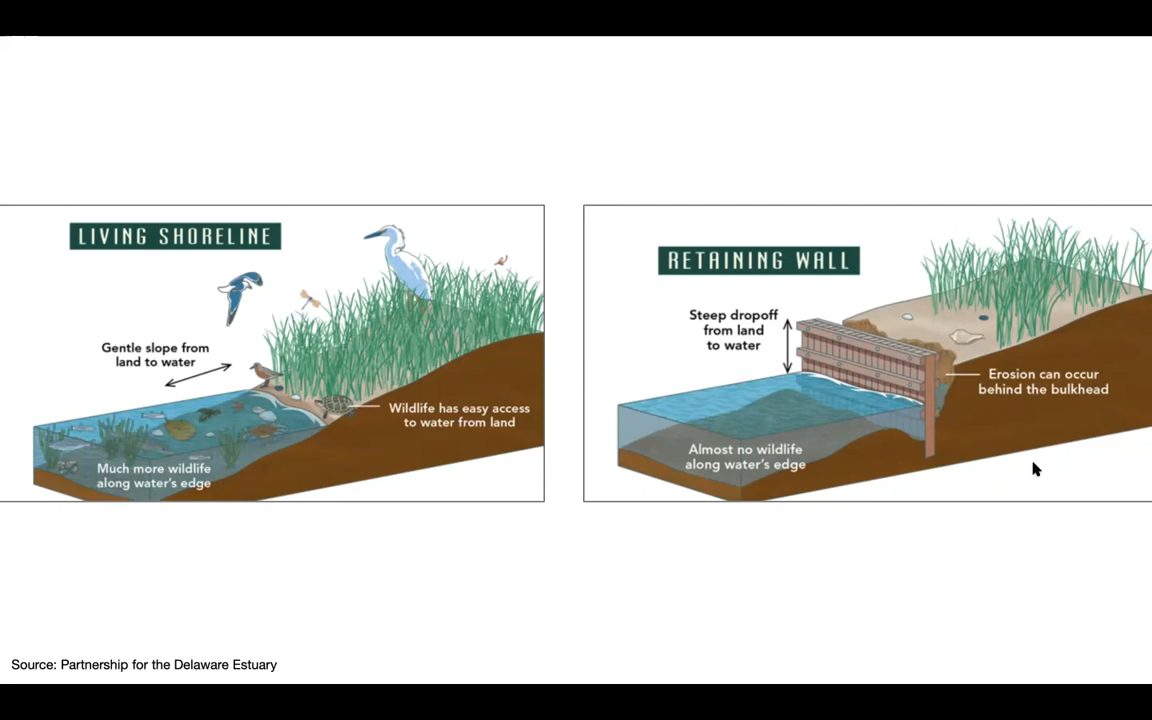 LIVING SHORELINE
Gentle slope from
land to water
Wildlife has easy access
to water from land
Much more wildlife
along water's edge
RETAINING WALL
Steep dropoff
from land
to water
Erosion can occur
behind the bulkhead
Almost no wildlife
along water's edge
Source: Partnership for the Delaware Estuary